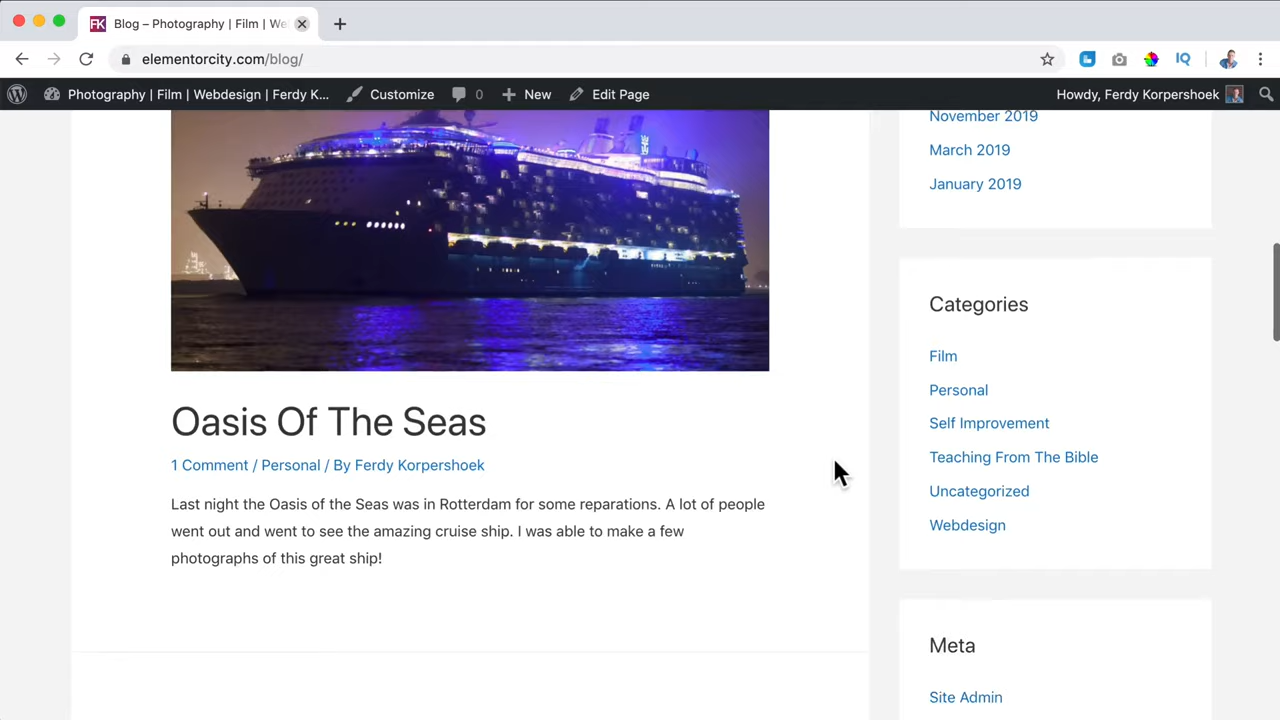 FK Blog – Photography | Film | We
elementorcity.com/blog/
Photography | Film | Webdesign | Ferdy K...
Customize
0
New
Edit Page
Howdy, Ferdy Korpershoek
IQ
November 2019
March 2019
January 2019
Oasis Of The Seas
1 Comment / Personal / By Ferdy Korpershoek
Last night the Oasis of the Seas was in Rotterdam for some reparations. A lot of people
went out and went to see the amazing cruise ship. I was able to make a few
photographs of this great ship!
Categories
Film
Personal
Self Improvement
Teaching From The Bible
Uncategorized
Webdesign
Meta
Site Admin